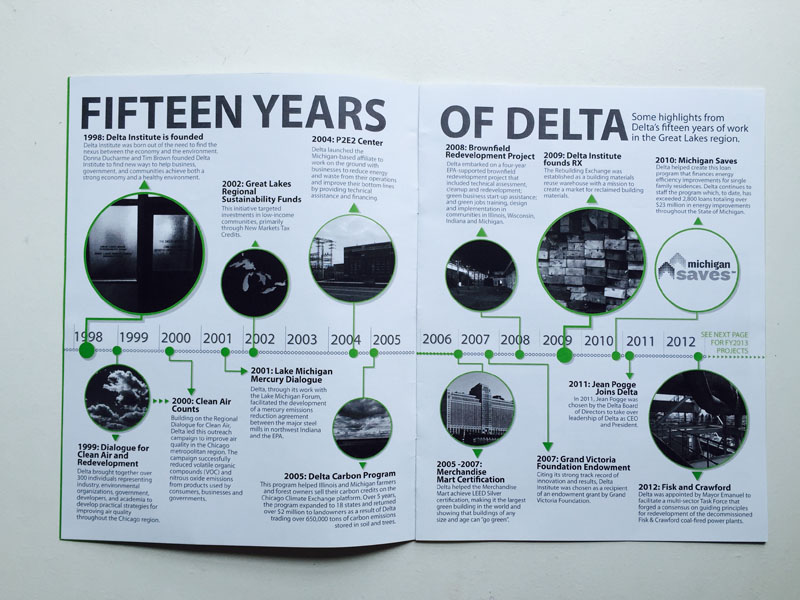 FIFTEEN YEARS
1998: Delta Institute is founded
Delta Institute was born out of the need to find the
nexus between the economy and the environment.
Donna Ducharme and Tim Brown founded Delta
Institute to find new ways to help business,
government, and communities achieve both a
strong economy and a healthy environment.
2002: Great Lakes
Regional
Sustainability Funds
This initiative targeted
investments in low-income
communities, primarily
through New Markets Tax
Credits.
2004: P2E2 Center
Delta launched the
Michigan-based affiliate to
work on the ground with
businesses to reduce energy
and waste from their operations
and improve their bottom lines
by providing technical
assistance and financing.
1998 1999 2000 2001 2002 2003 2004 2005
1999: Dialogue for
Clean Air and
Redevelopment
Delta brought together over
300 individuals representing
industry, environmental
organizations, government,
developers, and academia to
develop practical strategies for
improving air quality
throughout the Chicago region.
2000: Clean Air
Counts
Building on the Regional
Dialogue for Clean Air,
Delta led this outreach
campaign to improve air
quality in the Chicago
metropolitan region. The
campaign successfully
reduced volatile organic
compounds (VOC) and
nitrous oxide emissions
from products used by
consumers, businesses and
governments.
2001: Lake Michigan
Mercury Dialogue
Delta, through its work with
the Lake Michigan Forum,
facilitated the development
of a mercury emissions
reduction agreement
between the major steel
mills in northwest Indiana
and the EPA.
2005: Delta Carbon Program
This program helped Illinois and Michigan farmers
and forest owners sell their carbon credits on the
Chicago Climate Exchange platform. Over 5 years,
the program expanded to 18 states and returned
over $2 million to landowners as a result of Delta
trading over 650,000 tons of carbon emissions
stored in soil and trees.
OF DELTA
Some highlights from
Delta's fifteen years of work
in the Great Lakes region.
2008: Brownfield
Redevelopment Project
Delta embarked on a four year
EPA-supported brownfield
redevelopment project that
included technical assessment,
cleanup and redevelopment;
green business start-up assistance;
and green jobs training, design
and implementation in
communities in Illinois, Wisconsin,
Indiana and Michigan.
2009: Delta Institute
founds RX
The Rebuilding Exchange was
established as a building materials
reuse warehouse with a mission to
create a market for reclaimed building
materials.
2010: Michigan Saves
Delta helped create this loan
program that finances energy
efficiency improvements for single
family residences. Delta continues to
staff the program which, to date, has
exceeded 2,800 loans totaling over
$23 million in energy improvements
throughout the State of Michigan.
michigan
saves
2006 2007 2008 2009 2010 2011 2012
SEE NEXT PAGE
FOR FY2013
PROJECTS
2005 -2007:
Merchandise
Mart Certification
Delta helped the Merchandise
Mart achieve LEED Silver
certification, making it the largest
green building in the world and
showing that buildings of any
size and age can "go green".
2007: Grand Victoria
Foundation Endowment
Citing its strong track record of
innovation and results, Delta
Institute was chosen as a recipient
of an endowment grant by Grand
Victoria Foundation.
2011: Jean Pogge
Joins Delta
In 2011, Jean Pogge was
chosen by the Delta Board
of Directors to take over
leadership of Delta as CEO
and President.
2012: Fisk and Crawford
Delta was appointed by Mayor Emanuel to
facilitate a multi-sector Task Force that
forged a consensus on guiding principles
for redevelopment of the decommissioned
Fisk & Crawford coal-fired power plants.